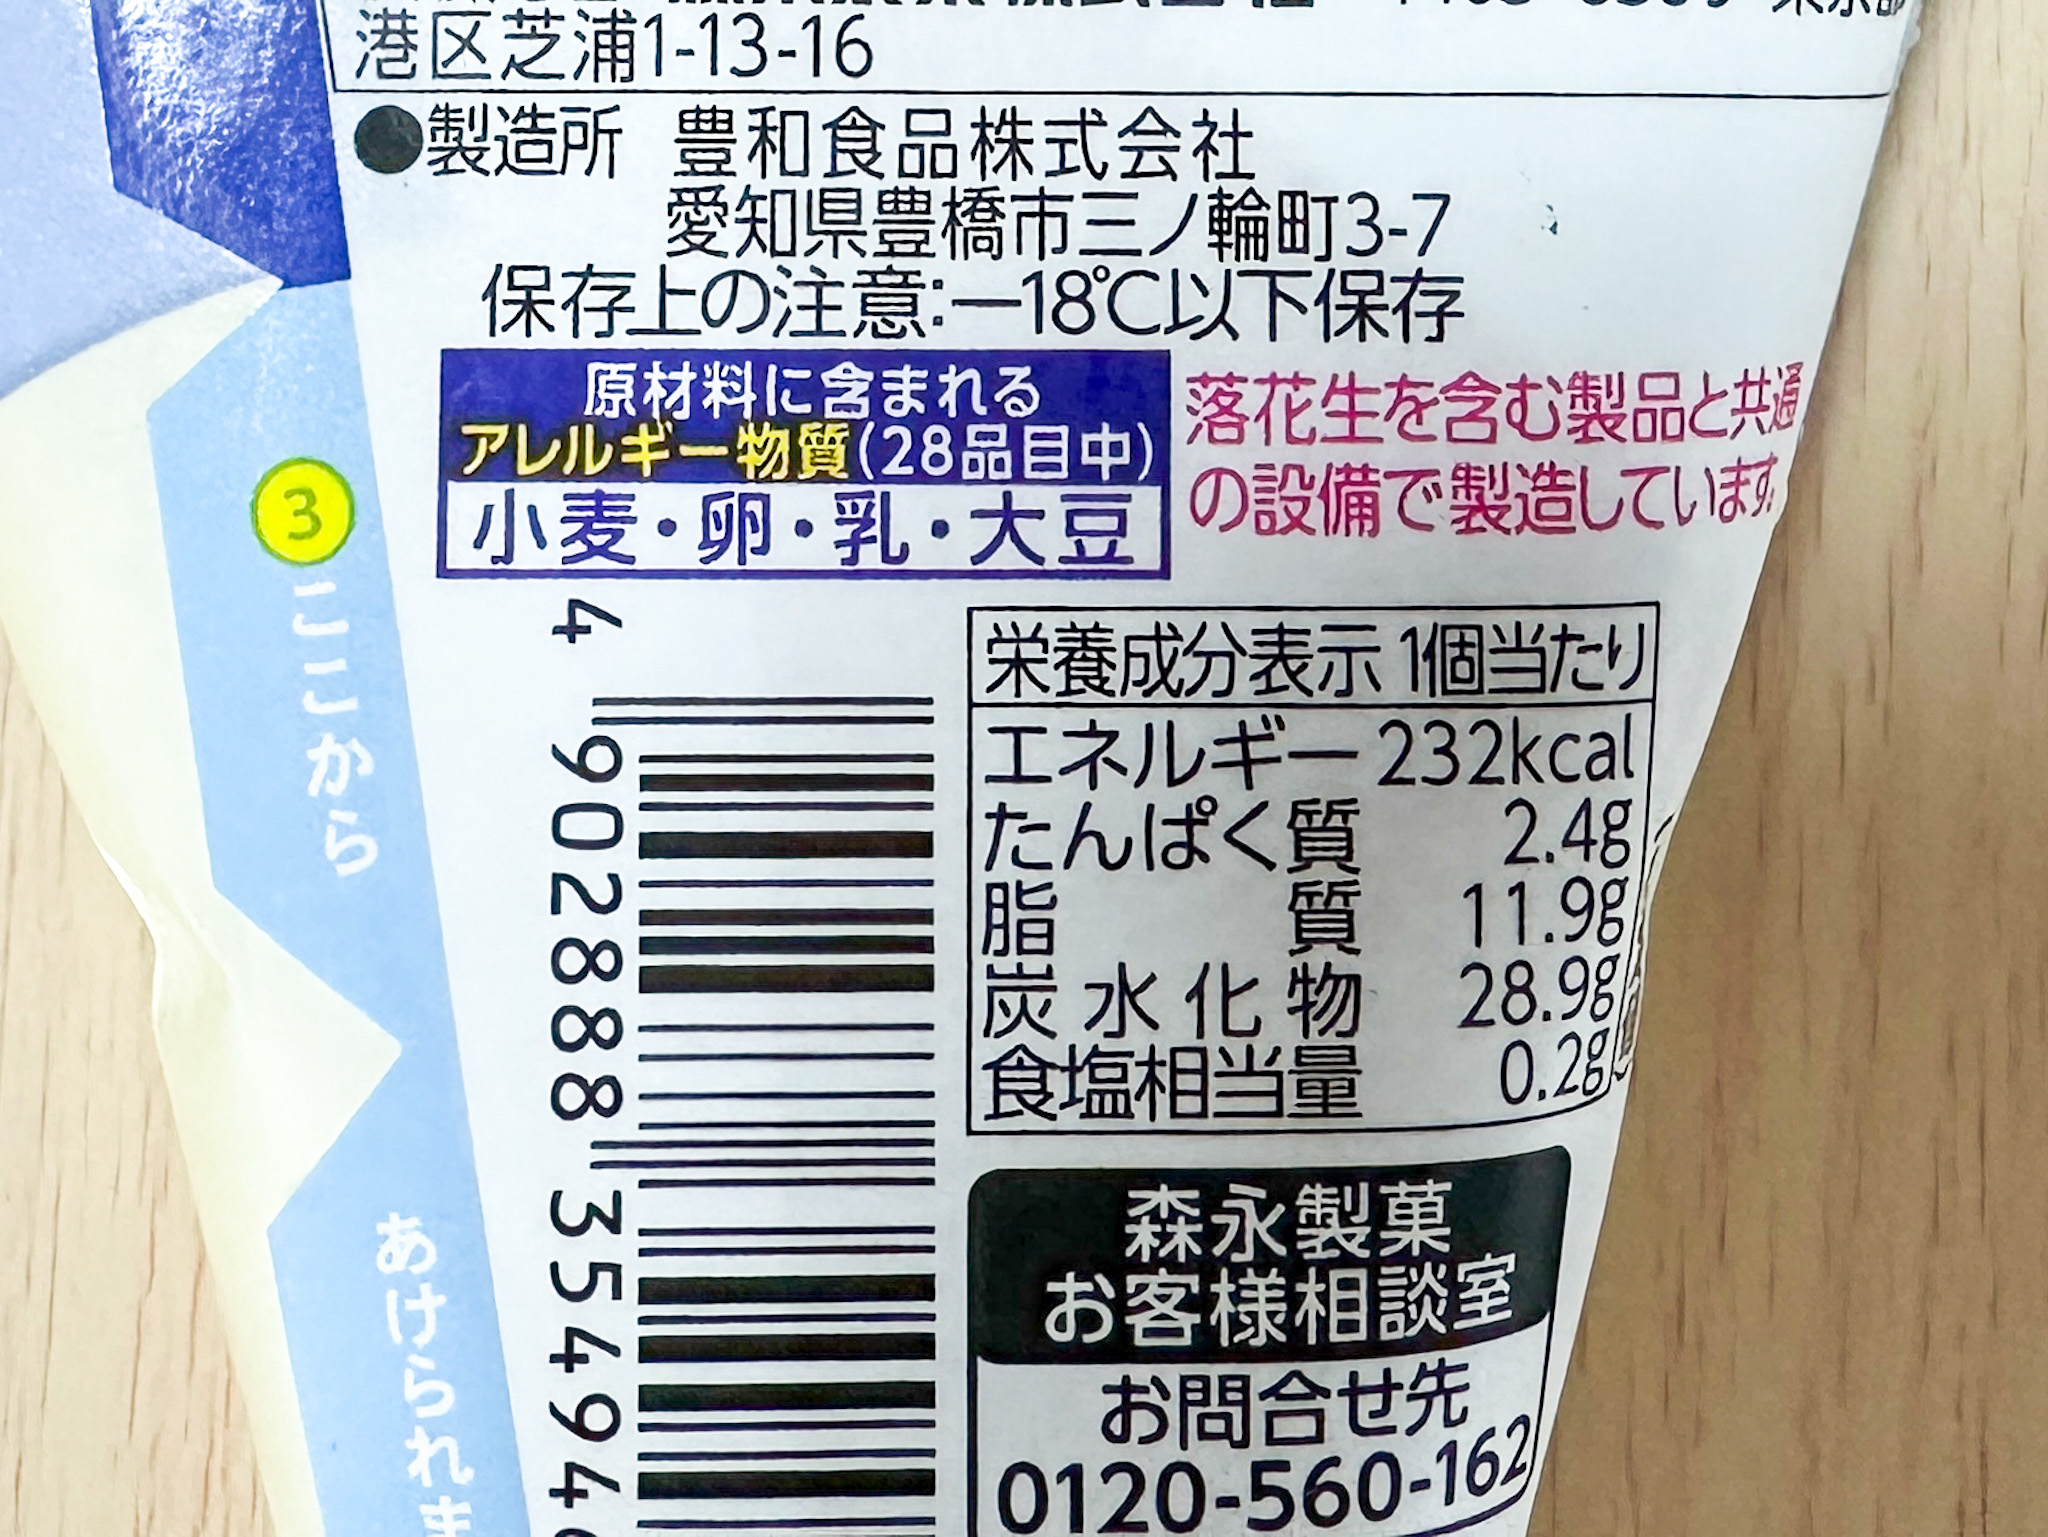 港区芝浦1-13-16
●製造所 豊和食品株式会社
愛知県豊橋市三ノ輪町3-7
保存上の注意:−18℃以下保存
原材料に含まれる
アレルギー物質(28品目中)
小麦・卵・乳・大豆
落花生を含む製品と共通
の設備で製造しています。
3
ここから
あけられま
4 902888 35494
栄養成分表示 1個当たり
エネルギー 232kcal
たんぱく質 2.4g
脂質 11.9g
炭水化物 28.9g
食塩相当量 0.2g
森永製菓
お客様相談室
お問合せ先
0120-560-162